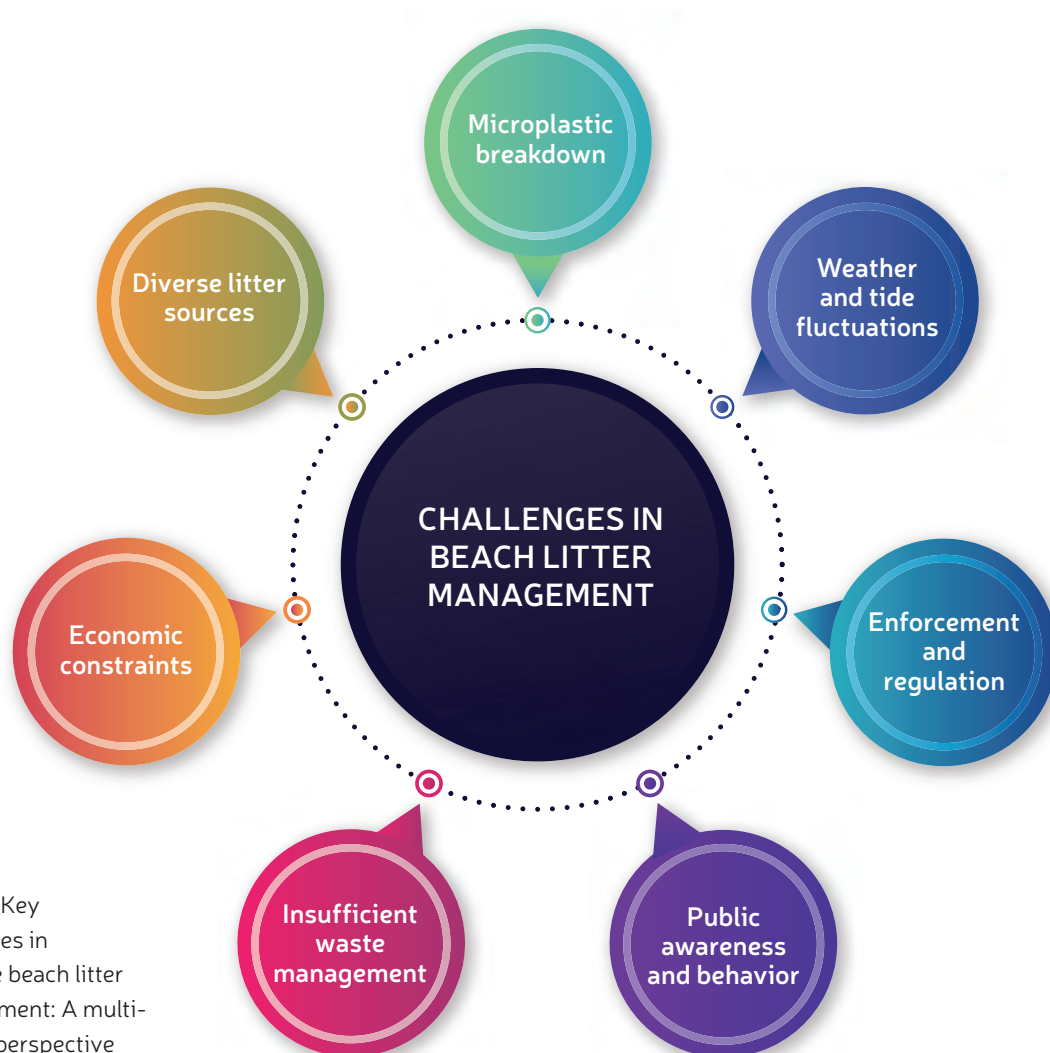 Microplastic
breakdown
Weather
and tide
fluctuations
Diverse litter
sources
CHALLENGES IN
BEACH LITTER
MANAGEMENT
Enforcement
and
regulation
Economic
constraints
Insufficient
waste
management
Public
awareness
and behavior
Key
es in
e beach litter
ment: A multi-
perspective